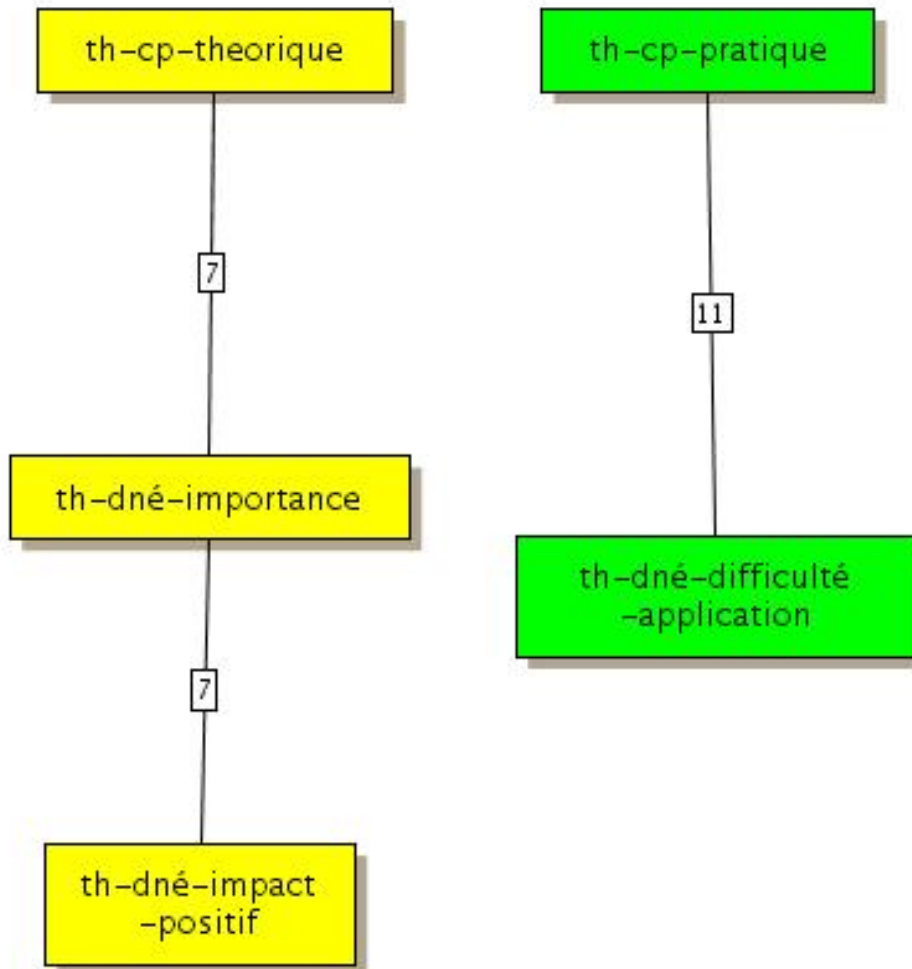 th-cp-theorique
th-cp-pratique
7
11
th-dné-importance
th-dné-difficulté
-application
7
th-dné-impact
-positif